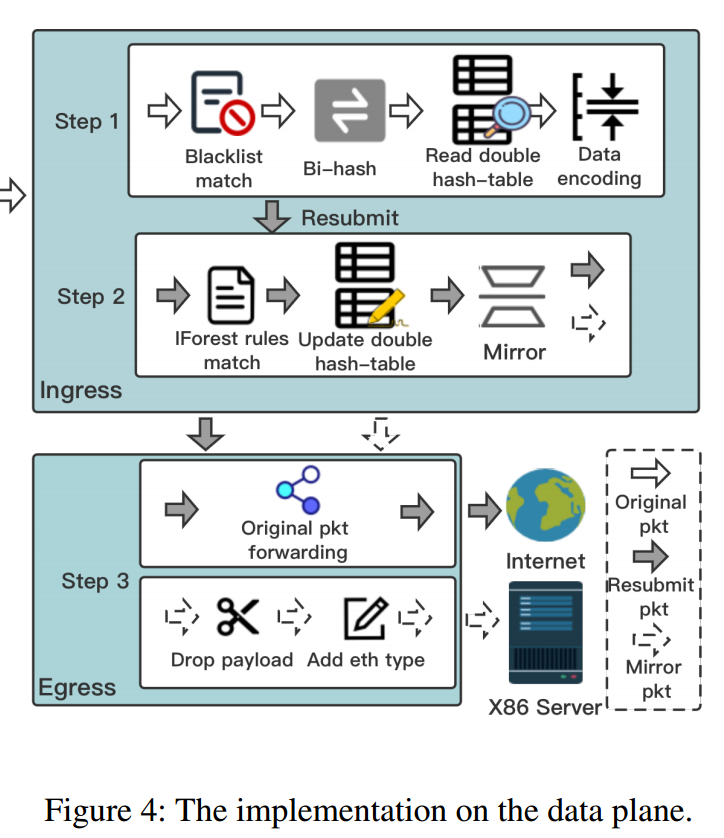 Step 1
Blacklist
match
Bi-hash
Read double
hash-table
Data
encoding
Resubmit
Step 2
IForest rules
match
Update double
hash-table
Mirror
Ingress
Step 3
Original pkt
forwarding
Internet
Drop payload
Add eth type
Egress
X86 Server
Original
pkt
Resubmit
pkt
Mirror
pkt
Figure 4: The implementation on the data plane.